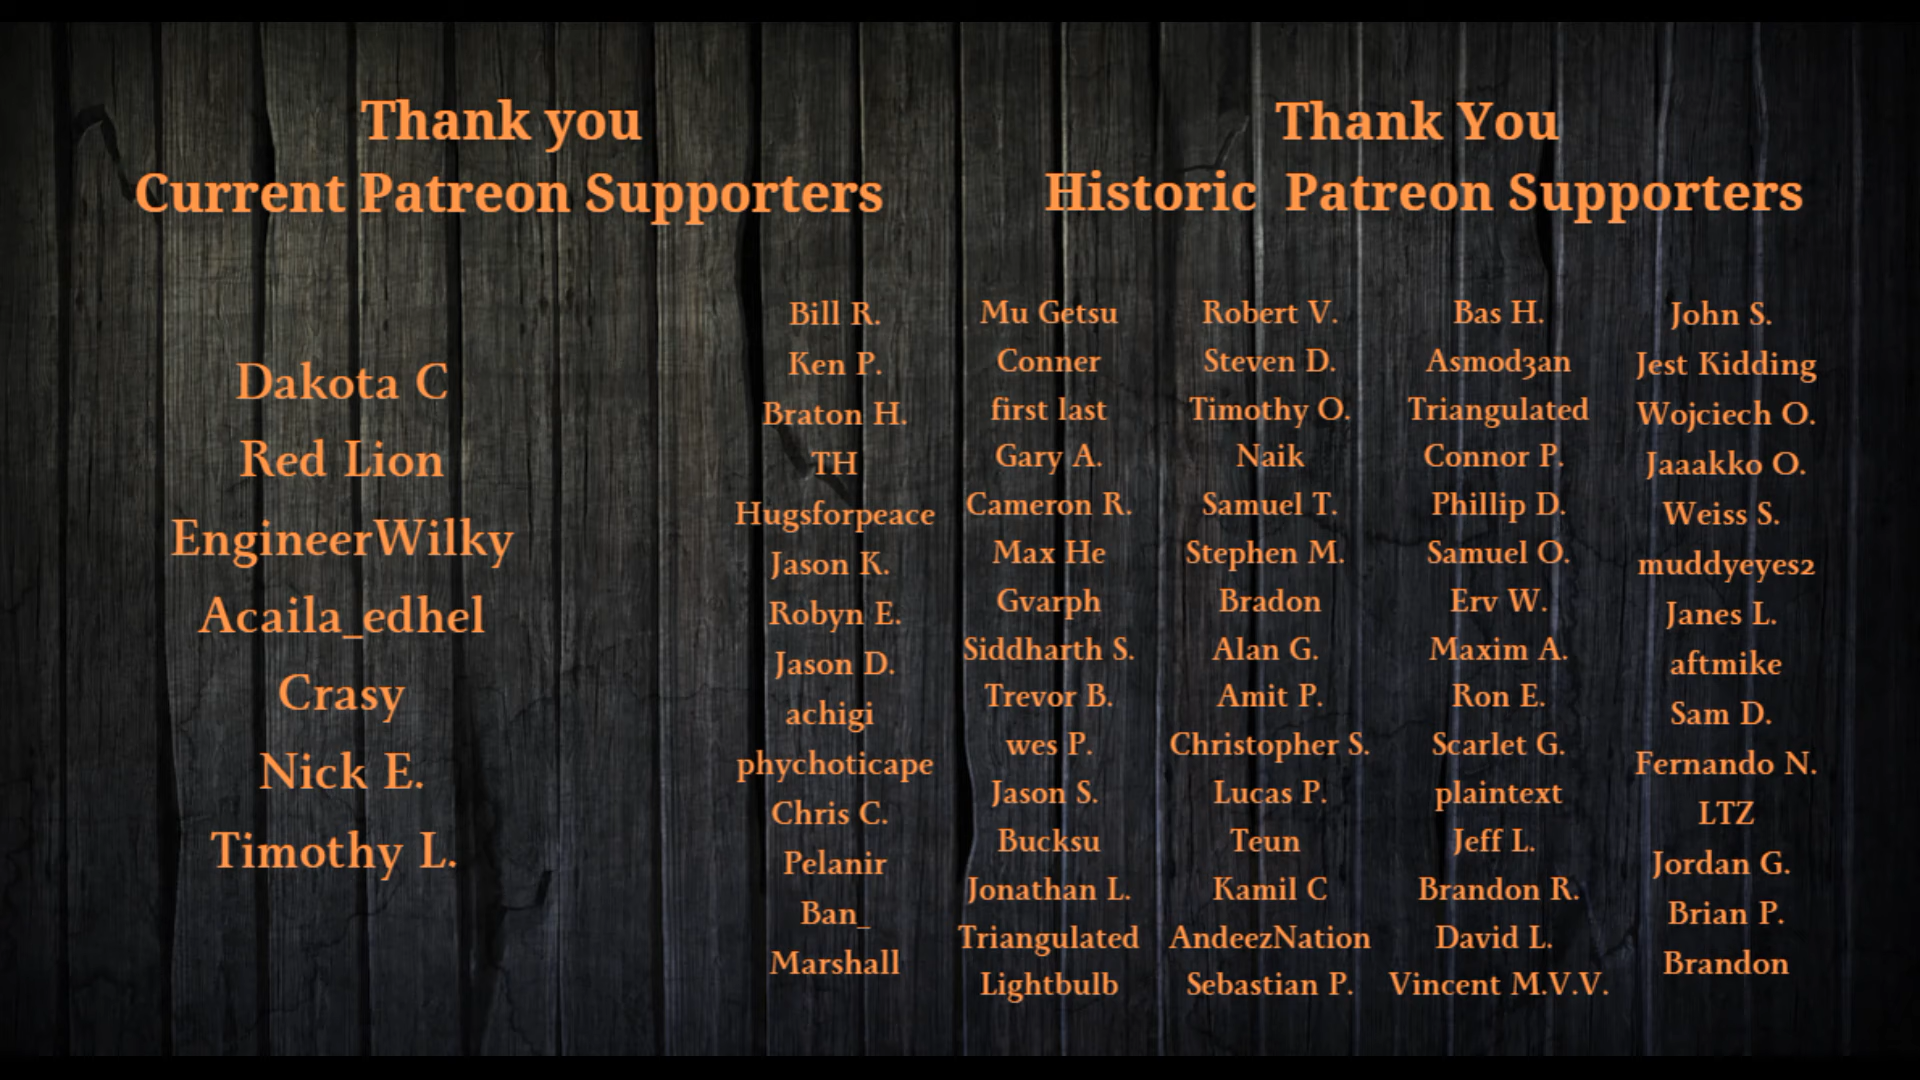 Thank you
Current Patreon Supporters
Dakota C
Red Lion
EngineerWilky
Acaila_edhel
Crasy
Nick E.
Timothy L.
Thank You
Historic Patreon Supporters
Bill R.
Ken P.
Braton H.
TH
Hugsforpeace
Jason K.
Robyn E.
Jason D.
achigi
phychoticape
Chris C.
Pelanir
Ban_
Marshall
Mu Getsu
Conner
first last
Gary A.
Cameron R.
Max He
Gvarph
Siddharth S.
Trevor B.
wes P.
Jason S.
Bucksu
Jonathan L.
Triangulated
Lightbulb
Robert V.
Steven D.
Timothy O.
Naik
Samuel T.
Stephen M.
Bradon
Alan G.
Amit P.
Christopher S.
Lucas P.
Teun
Kamil C
AndeezNation
Sebastian P.
Bas H.
Asmod3an
Triangulated
Connor P.
Phillip D.
Samuel O.
Erv W.
Maxim A.
Ron E.
Scarlet G.
plaintext
Jeff L.
Brandon R.
David L.
Vincent M.V.V.
John S.
Jest Kidding
Wojciech O.
Jaaakko O.
Weiss S.
muddyeyes2
Janes L.
aftmike
Sam D.
Fernando N.
LTZ
Jordan G.
Brian P.
Brandon